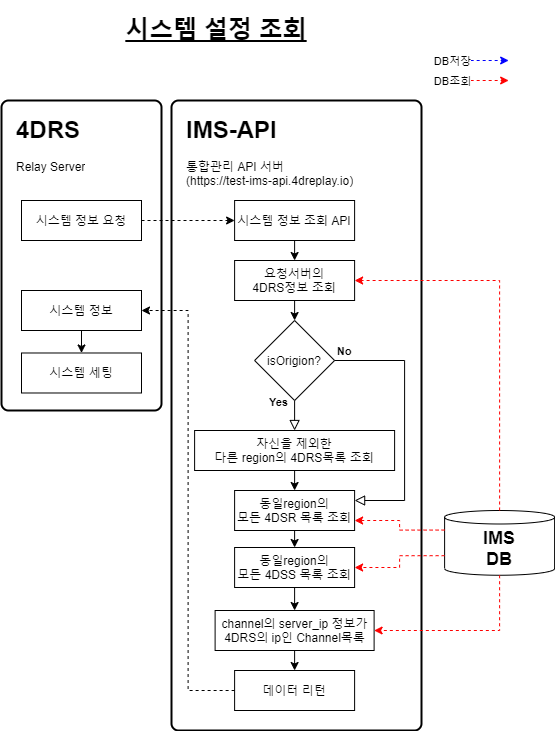 시스템 설정 조회
DB저장
DB조회
4DRS
Relay Server
시스템 정보 요청
시스템 정보
시스템 세팅
IMS-API
통합관리 API 서버
(https://test-ims-api.4dreplay.io)
시스템 정보 조회 API
요청서버의
4DRS정보 조회
isOrigion?
No
Yes
자신을 제외한
다른 region의 4DRS목록 조회
동일region의
모든 4DSR 목록 조회
동일region의
모든 4DSS 목록 조회
channel의 server_ip 정보가
4DRS의 ip인 Channel목록
데이터 리턴
IMS
DB